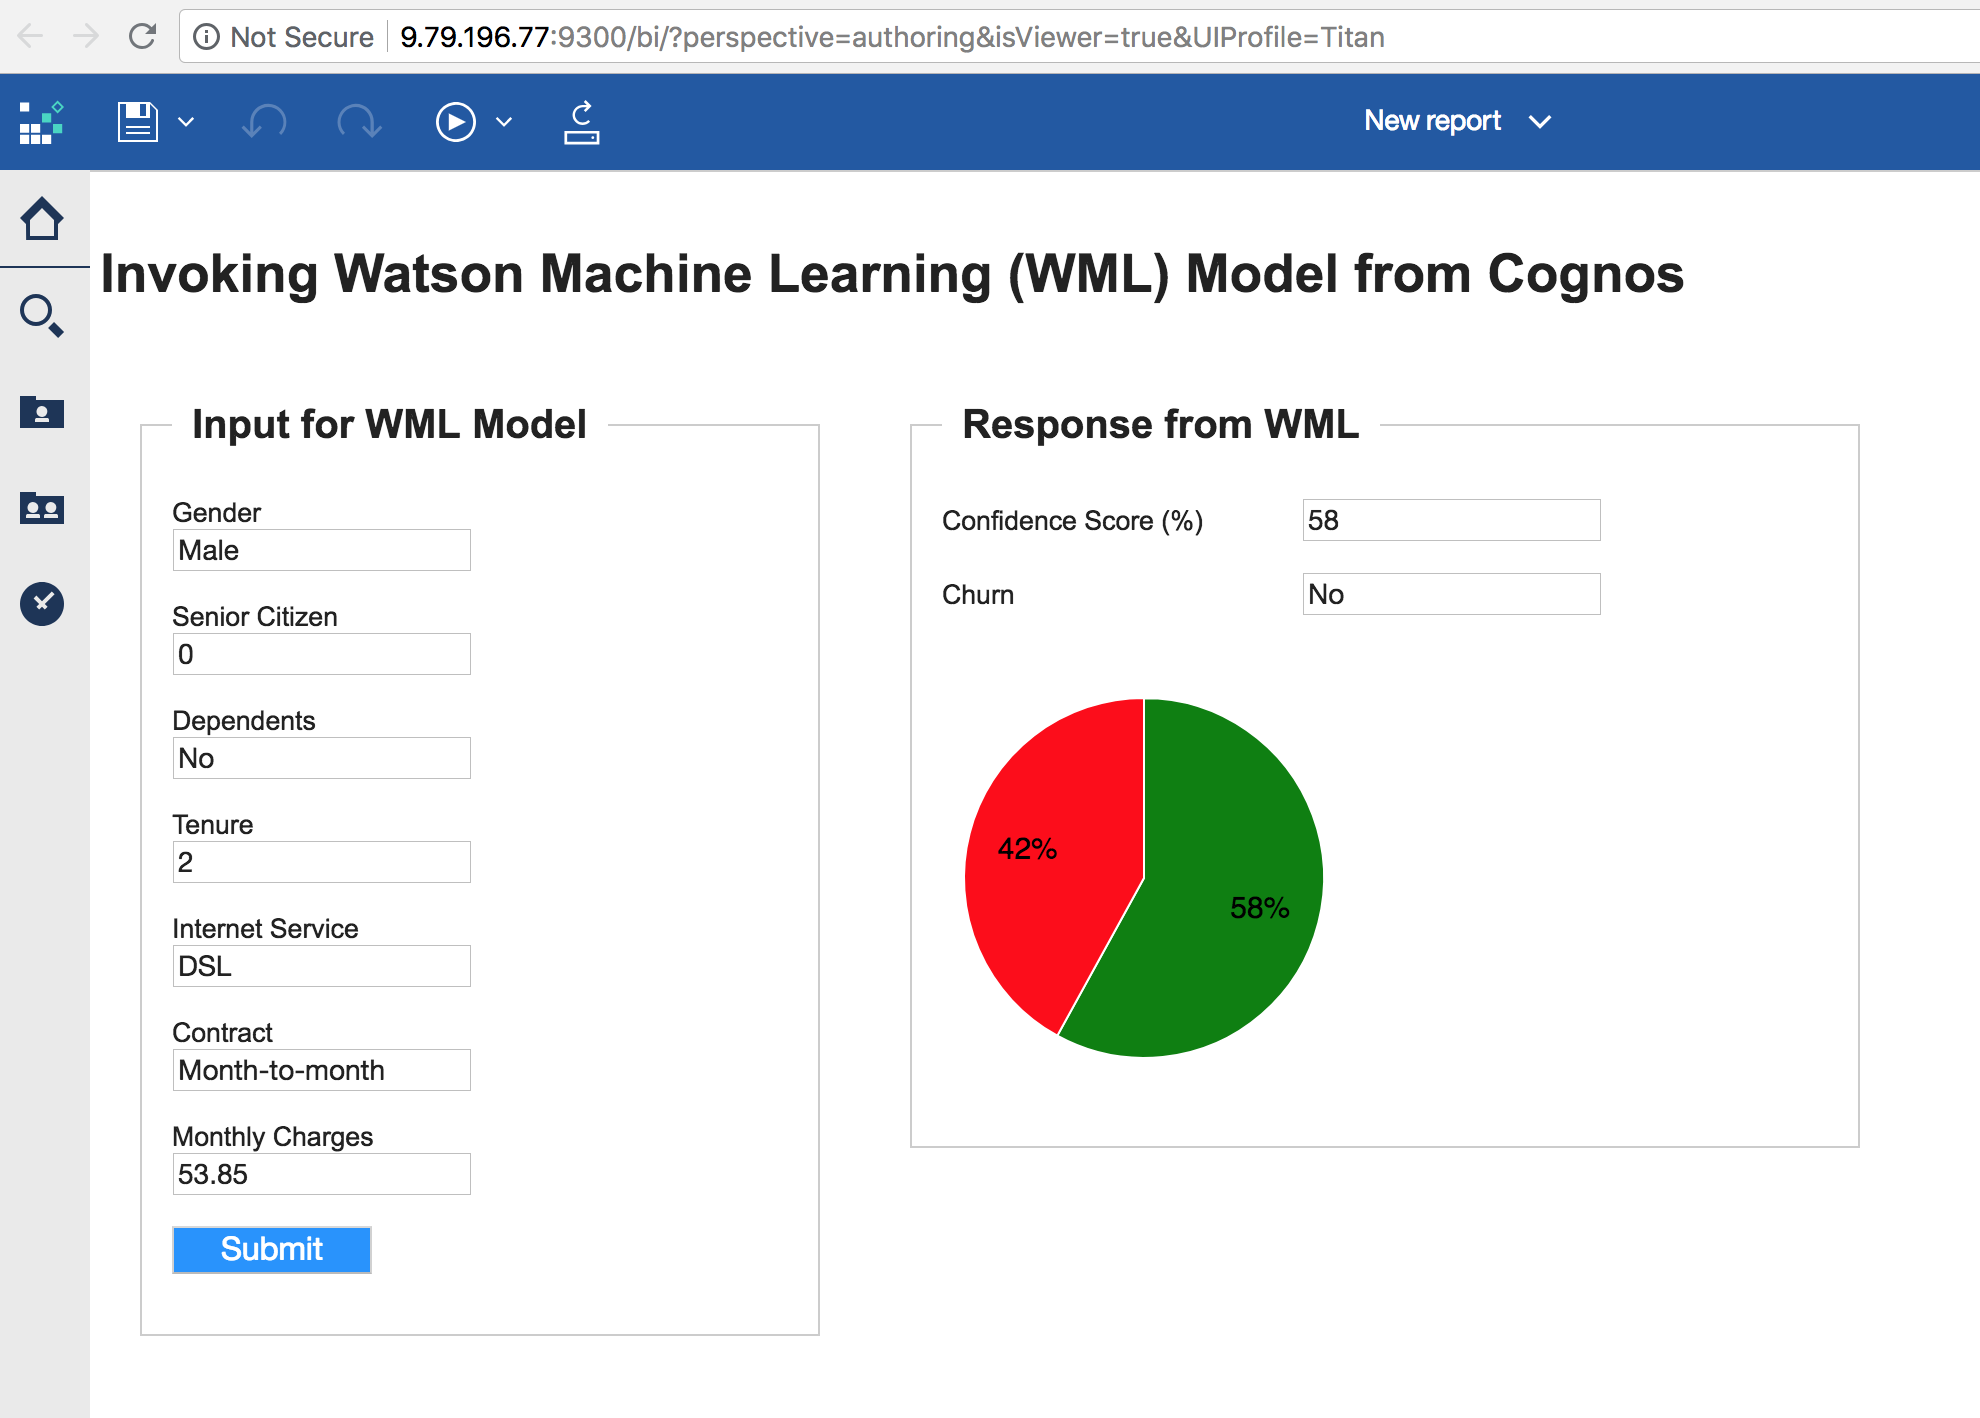 Not Secure 9.79.196.77:9300/bi/?perspective=authoring&isViewer=true&UIProfile=Titan
New report
Invoking Watson Machine Learning (WML) Model from Cognos
Input for WML Model
Gender
Male
Senior Citizen
0
Dependents
No
Tenure
2
Internet Service
DSL
Contract
Month-to-month
Monthly Charges
53.85
Submit
Response from WML
Confidence Score (%) 58
Churn No
42%
58%